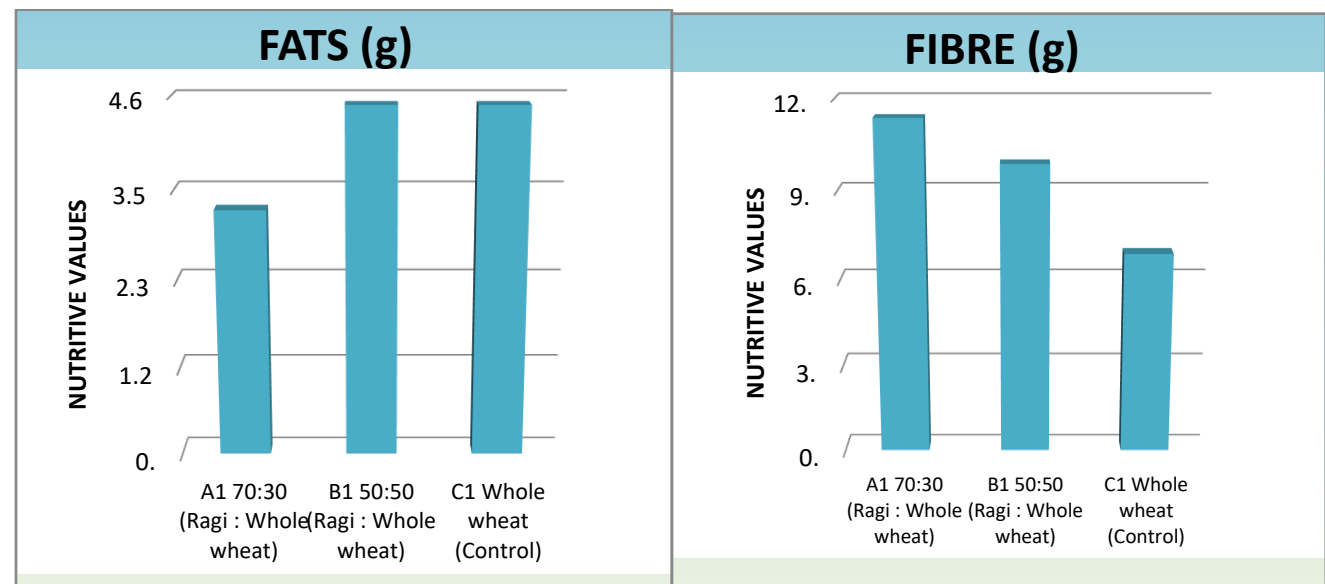 FATS (g)
NUTRITIVE VALUES
4.6
3.5
2.3
1.2
0.
A1 70:30
(Ragi : Whole
wheat)
B1 50:50
(Ragi : Whole
wheat)
C1 Whole
wheat
(Control)
FIBRE (g)
NUTRITIVE VALUES
12.
9.
6.
3.
0.
A1 70:30
(Ragi : Whole
wheat)
B1 50:50
(Ragi : Whole
wheat)
C1 Whole
wheat
(Control)